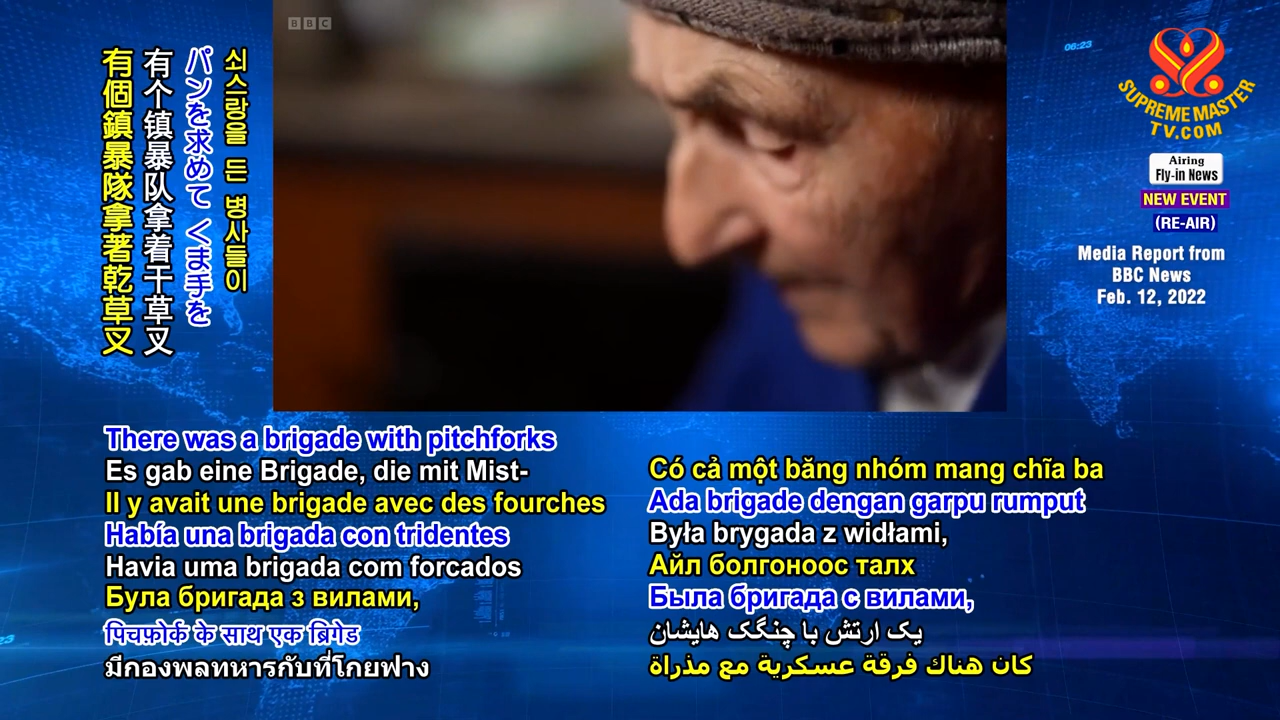 BBC
06:23
SUPREME MASTER
TV.COM
Airing
Fly-in News
NEW EVENT
(RE-AIR)
Media Report from
BBC News
Feb. 12, 2022
쇠스랑을 든 병사들이
パンを求めて くま手を
有个镇暴队拿着干草叉
有個鎮暴隊拿著乾草叉
There was a brigade with pitchforks
Es gab eine Brigade, die mit Mist-
Il y avait une brigade avec des fourches
Había una brigada con tridentes
Havia uma brigada com forcados
Була бригада з вилами,
पिचफ़ोर्क के साथ एक ब्रिगेड
มีกองพลทหารกับที่โกยฟาง
Có cả một băng nhóm mang chĩa ba
Ada brigade dengan garpu rumput
Była brygada z widłami,
Айл болгоноос талх
Была бригада с вилами,
یک ارتش با چنگک هایشان
كان هناك فرقة عسكرية مع مذراة